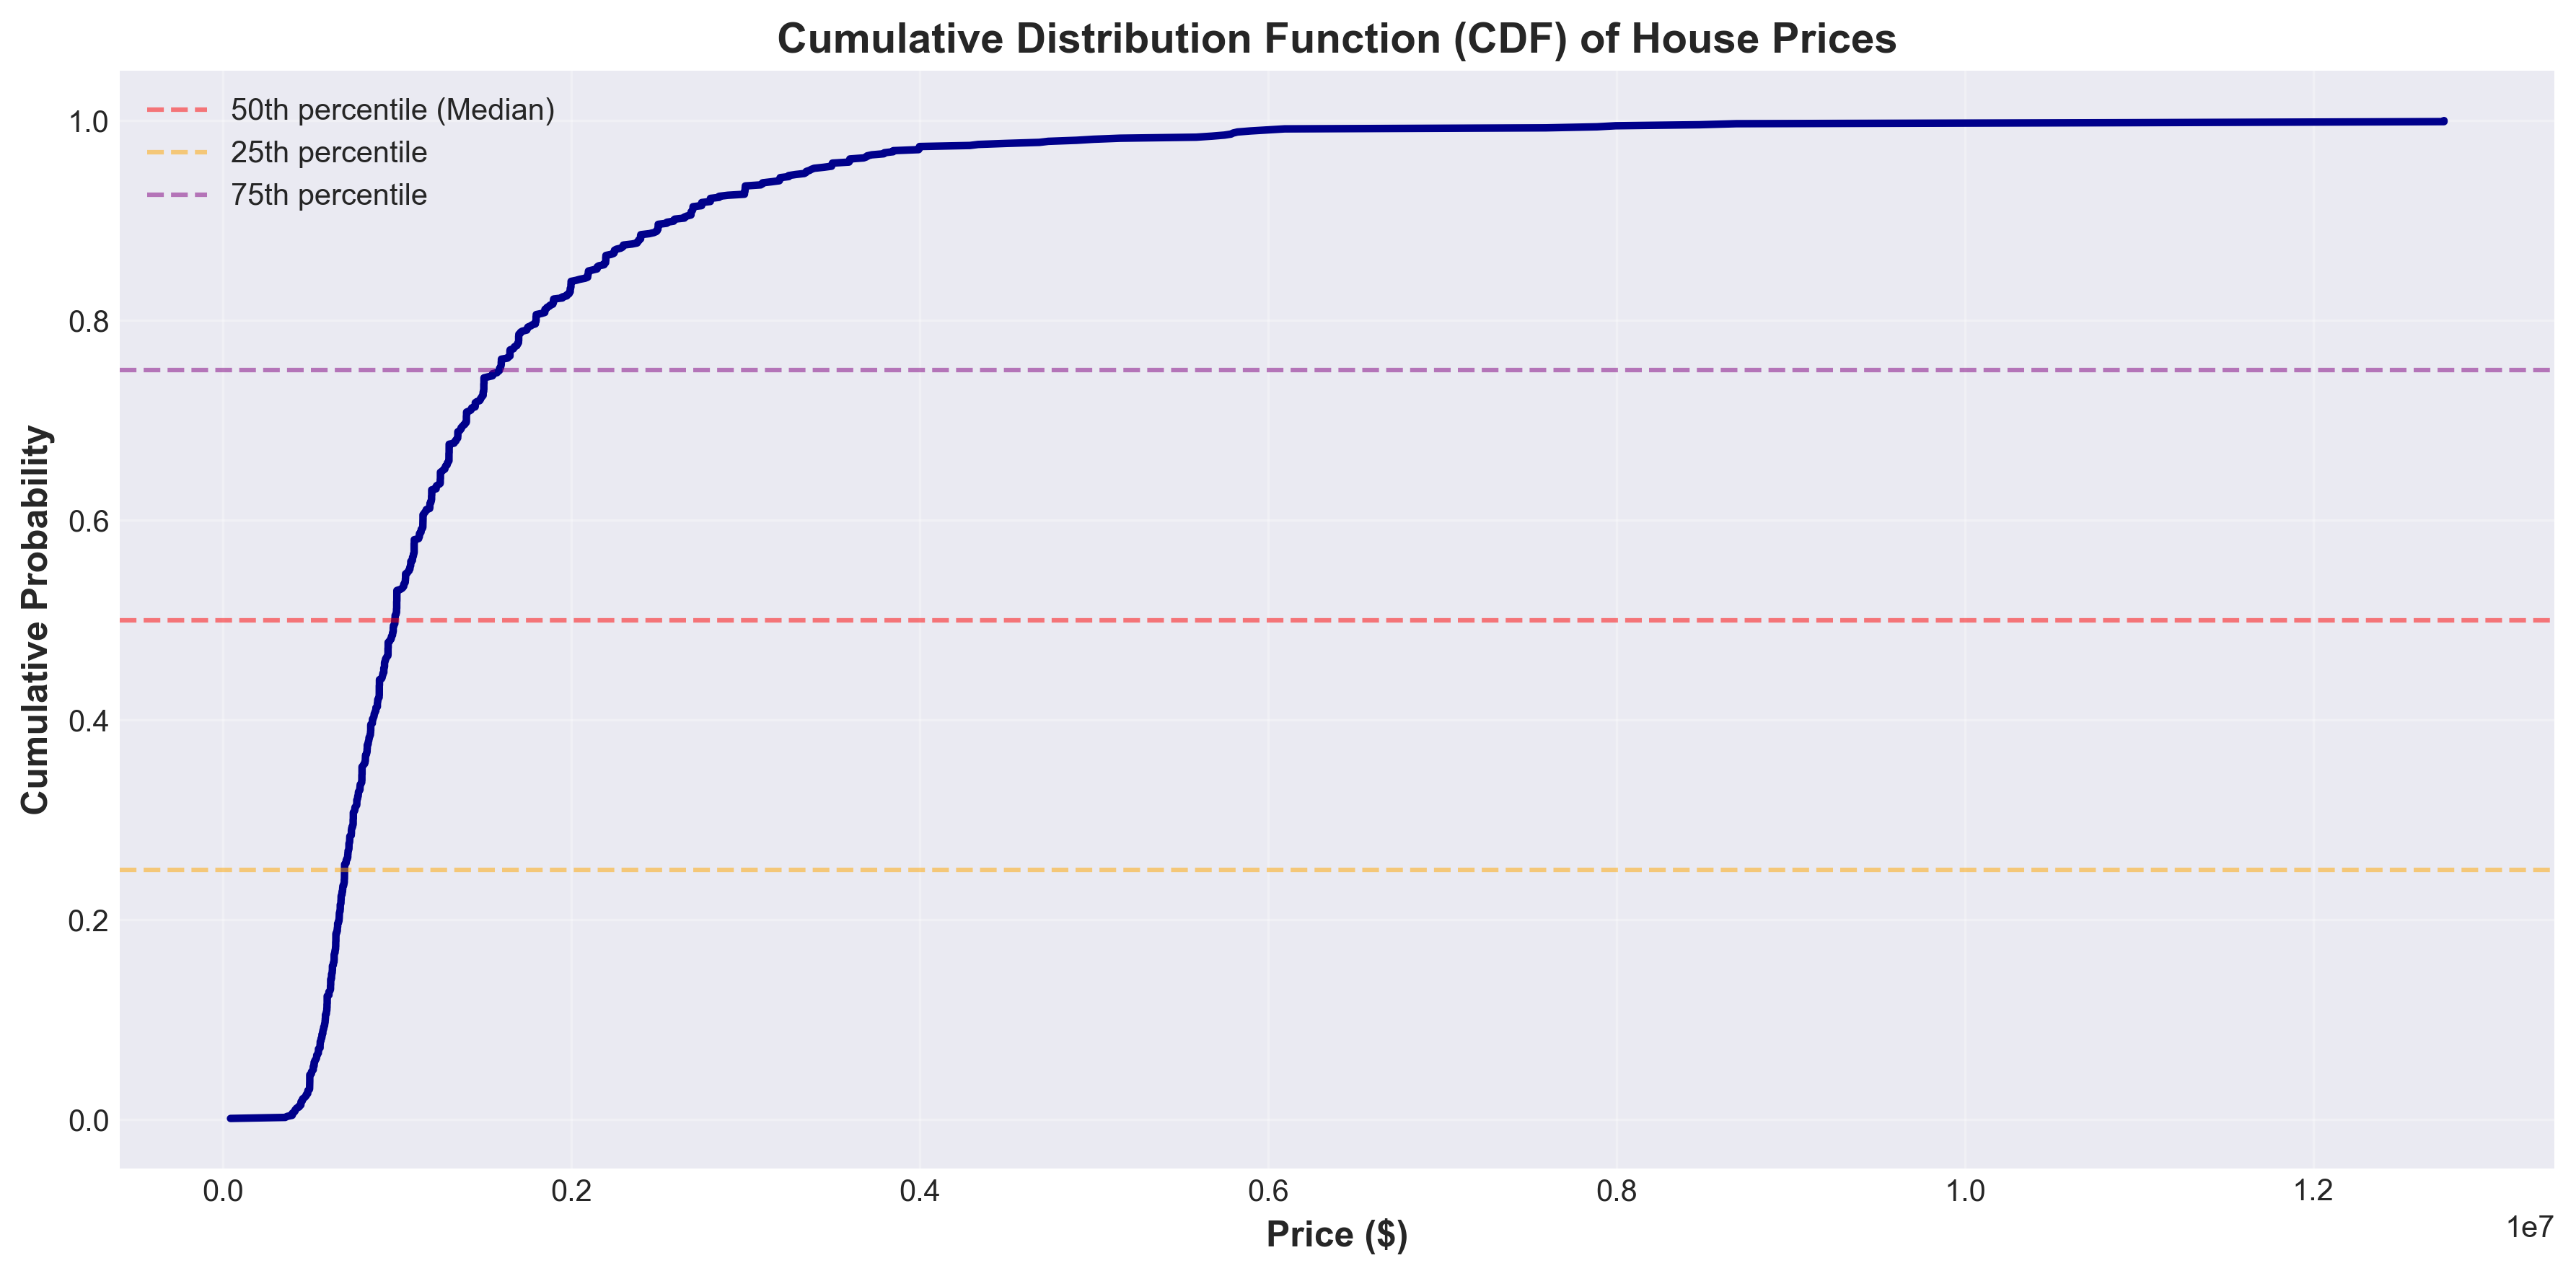 Cumulative Distribution Function (CDF) of House Prices
50th percentile (Median)
25th percentile
75th percentile
1.0
0.8
0.6
0.4
0.2
0.0
Cumulative Probability
0.0 0.2 0.4 0.6 0.8 1.0 1.2
1e7
Price ($)